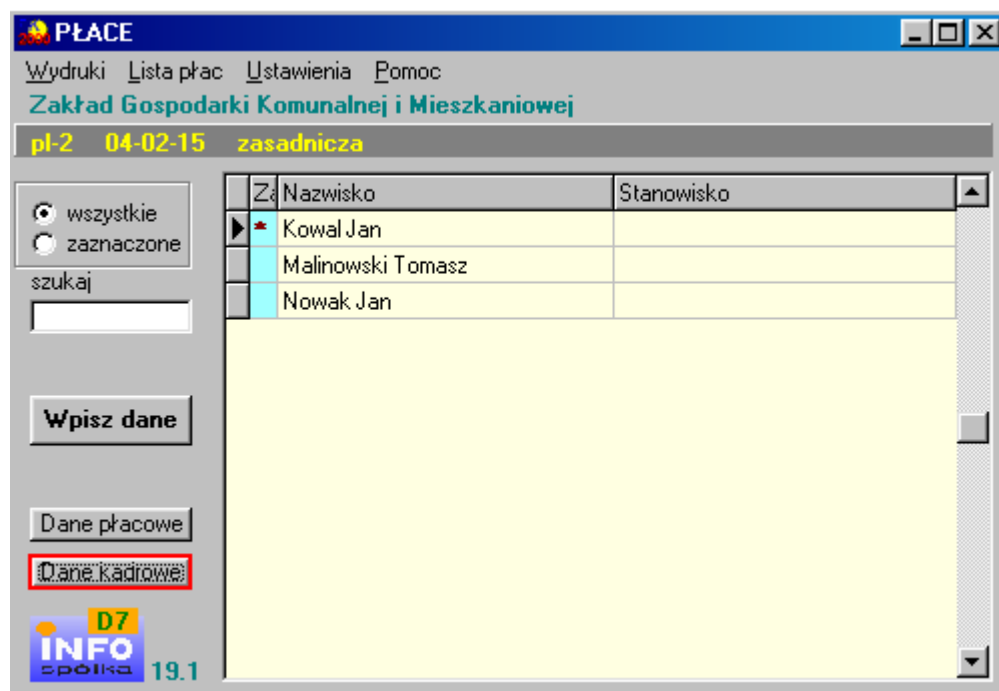 PŁACE
Wydruki Lista płac Ustawienia Pomoc
Zakład Gospodarki Komunalnej i Mieszkaniowej
pl-2 04-02-15 zasadnicza
Za Nazwisko Stanowisko
wszystkie
zaznaczone
szukaj
* Kowal Jan
Malinowski Tomasz
Nowak Jan
Wpisz dane
Dane płacowe
Dane kadrowe
D7
INFO
spółka 19.1